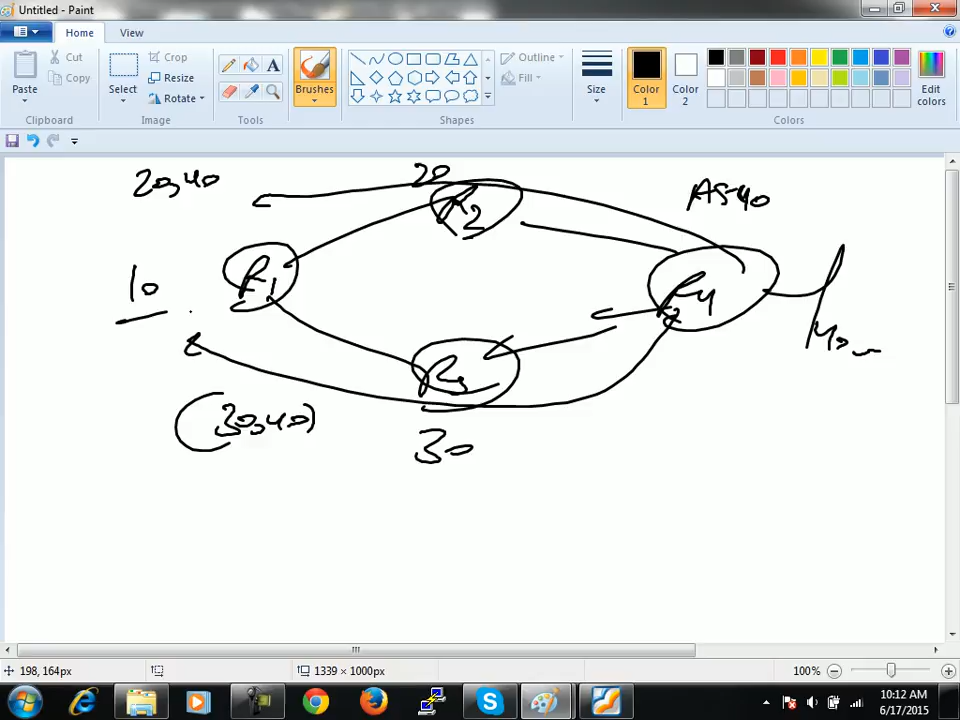 Untitled - Paint
Home View
Paste
Cut
Copy
Clipboard
Select
Crop
Resize
Rotate
Image
A
Tools
Brushes
Outline
Fill
Shapes
Size
Color 1
Color 2
Edit colors
Colors
20,40
20
AS-40
R2
10
R1
R4
R3
(30,40)
30
198, 164px
1339 × 1000px
100%
10:12 AM
6/17/2015